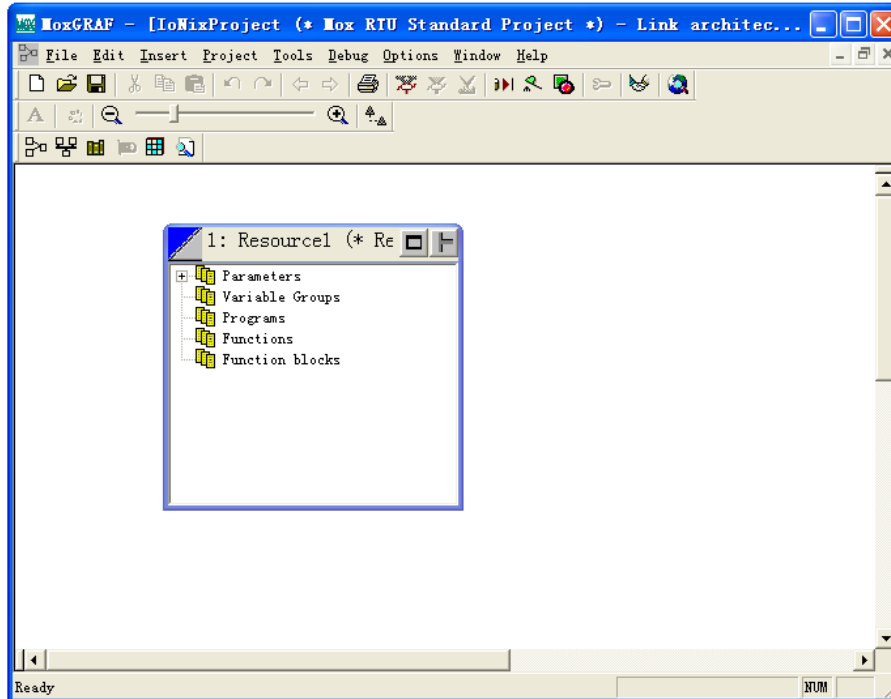 MoxGRAF - [IoNixProject (* Mox RTU Standard Project *) - Link architec...
File Edit Insert Project Tools Debug Options Window Help
A
1: Resource1 (* Re
Parameters
Variable Groups
Programs
Functions
Function blocks
Ready
NUM